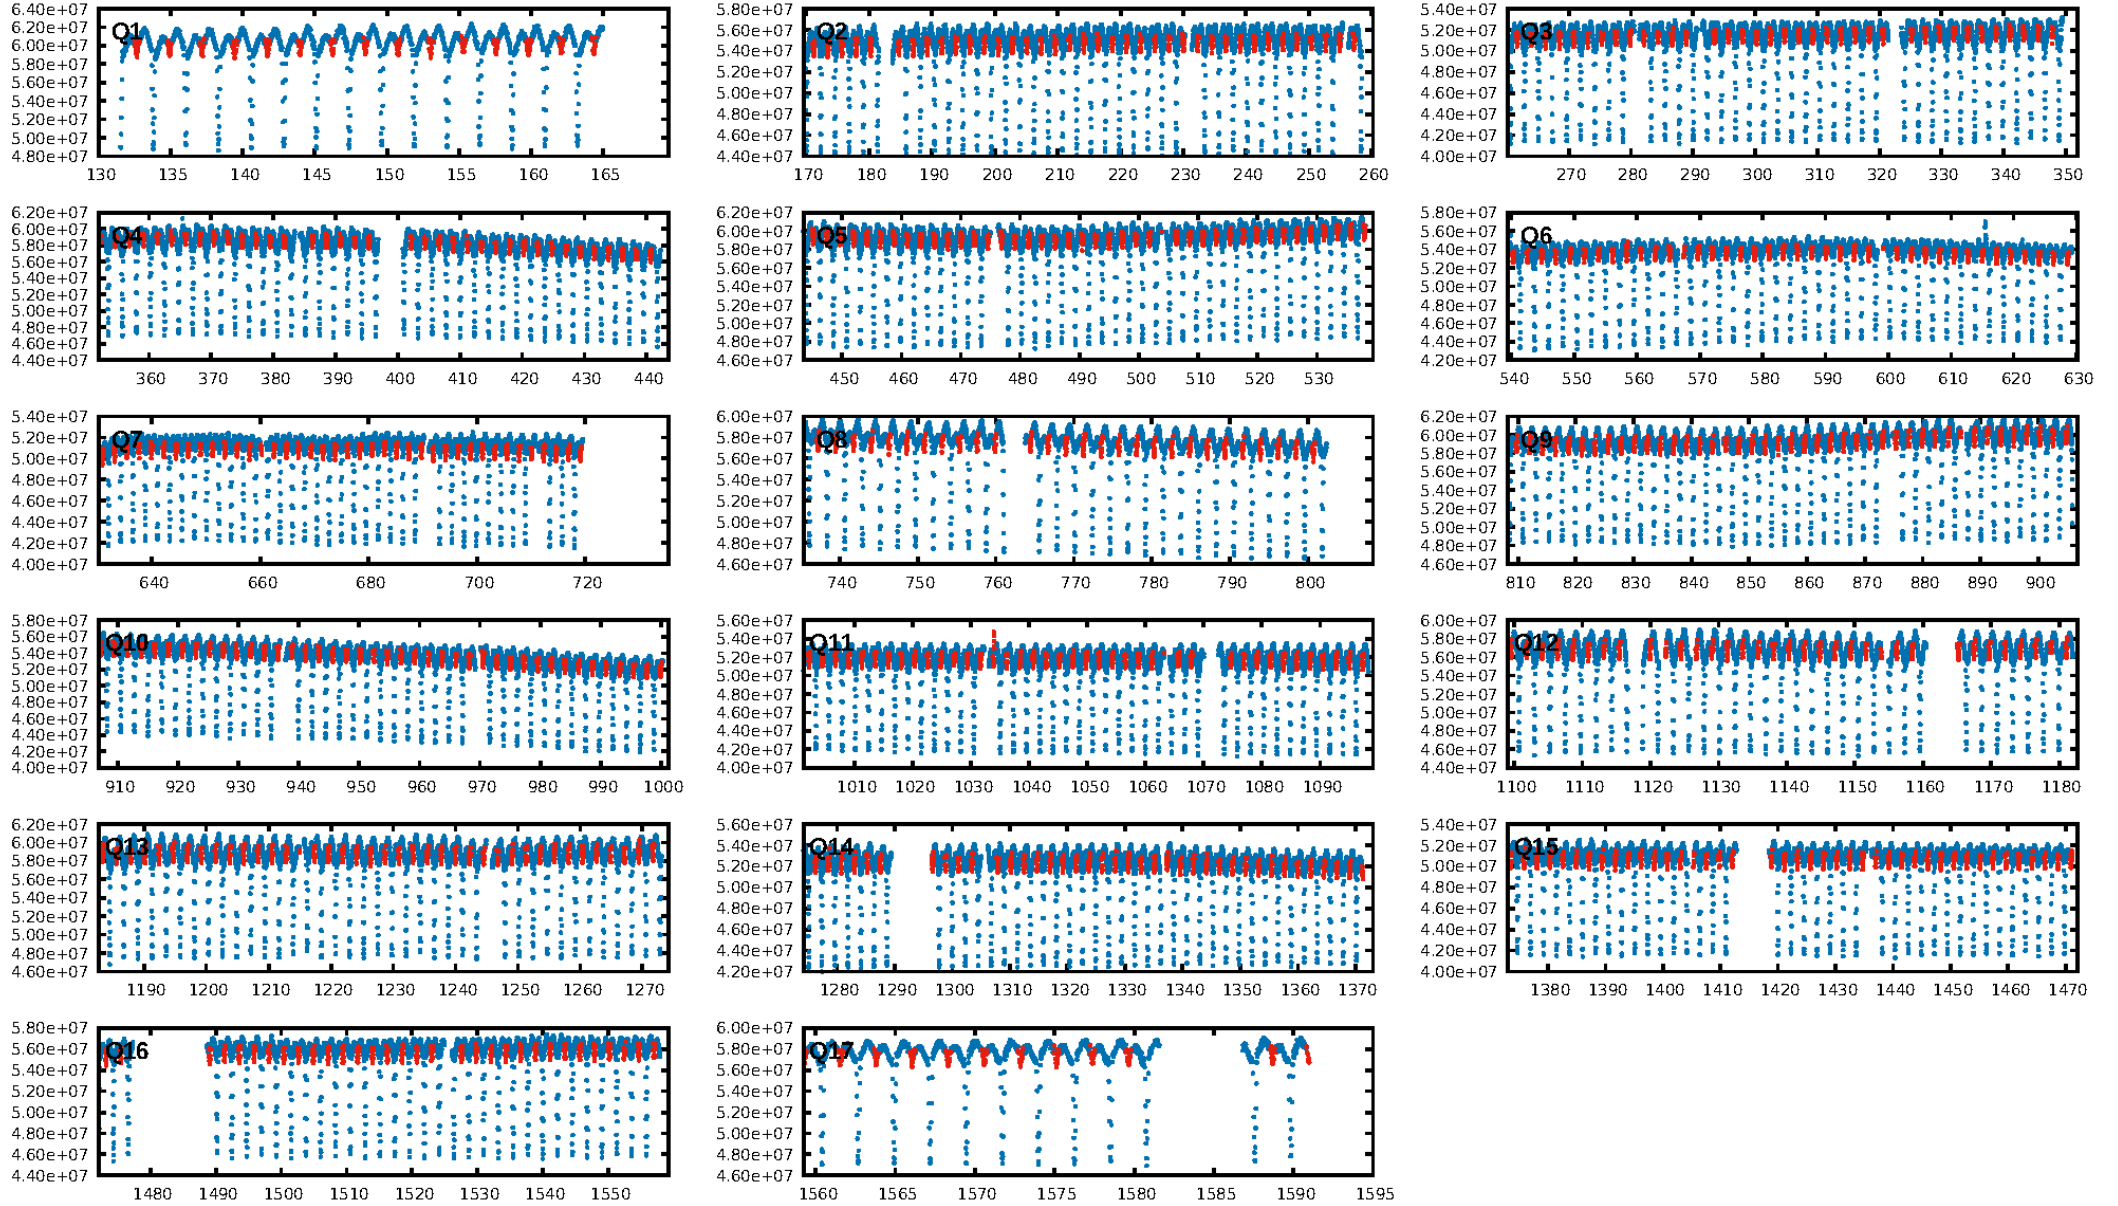 Q1
6.40e+07
6.20e+07
6.00e+07
5.80e+07
5.60e+07
5.40e+07
5.20e+07
5.00e+07
4.80e+07
130 135 140 145 150 155 160 165
Q2
5.80e+07
5.60e+07
5.40e+07
5.20e+07
5.00e+07
4.80e+07
4.60e+07
4.40e+07
170 180 190 200 210 220 230 240 250 260
Q3
5.40e+07
5.20e+07
5.00e+07
4.80e+07
4.60e+07
4.40e+07
4.20e+07
4.00e+07
270 280 290 300 310 320 330 340 350
Q4
6.20e+07
6.00e+07
5.80e+07
5.60e+07
5.40e+07
5.20e+07
5.00e+07
4.80e+07
4.60e+07
4.40e+07
360 370 380 390 400 410 420 430 440
Q5
6.20e+07
6.00e+07
5.80e+07
5.60e+07
5.40e+07
5.20e+07
5.00e+07
4.80e+07
4.60e+07
450 460 470 480 490 500 510 520 530
Q6
5.80e+07
5.60e+07
5.40e+07
5.20e+07
5.00e+07
4.80e+07
4.60e+07
4.40e+07
4.20e+07
540 550 560 570 580 590 600 610 620 630
Q7
5.40e+07
5.20e+07
5.00e+07
4.80e+07
4.60e+07
4.40e+07
4.20e+07
4.00e+07
640 660 680 700 720
Q8
6.00e+07
5.80e+07
5.60e+07
5.40e+07
5.20e+07
5.00e+07
4.80e+07
4.60e+07
740 750 760 770 780 790 800
Q9
6.20e+07
6.00e+07
5.80e+07
5.60e+07
5.40e+07
5.20e+07
5.00e+07
4.80e+07
4.60e+07
810 820 830 840 850 860 870 880 890 900
Q10
5.80e+07
5.60e+07
5.40e+07
5.20e+07
5.00e+07
4.80e+07
4.60e+07
4.40e+07
4.20e+07
4.00e+07
910 920 930 940 950 960 970 980 990 1000
Q11
5.60e+07
5.40e+07
5.20e+07
5.00e+07
4.80e+07
4.60e+07
4.40e+07
4.20e+07
4.00e+07
1010 1020 1030 1040 1050 1060 1070 1080 1090
Q12
6.00e+07
5.80e+07
5.60e+07
5.40e+07
5.20e+07
5.00e+07
4.80e+07
4.60e+07
4.40e+07
1100 1110 1120 1130 1140 1150 1160 1170 1180
Q13
6.20e+07
6.00e+07
5.80e+07
5.60e+07
5.40e+07
5.20e+07
5.00e+07
4.80e+07
4.60e+07
1190 1200 1210 1220 1230 1240 1250 1260 1270
Q14
5.60e+07
5.40e+07
5.20e+07
5.00e+07
4.80e+07
4.60e+07
4.40e+07
4.20e+07
1280 1290 1300 1310 1320 1330 1340 1350 1360 1370
Q15
5.40e+07
5.20e+07
5.00e+07
4.80e+07
4.60e+07
4.40e+07
4.20e+07
4.00e+07
1380 1390 1400 1410 1420 1430 1440 1450 1460 1470
Q16
5.80e+07
5.60e+07
5.40e+07
5.20e+07
5.00e+07
4.80e+07
4.60e+07
4.40e+07
1480 1490 1500 1510 1520 1530 1540 1550
Q17
6.00e+07
5.80e+07
5.60e+07
5.40e+07
5.20e+07
5.00e+07
4.80e+07
4.60e+07
1560 1565 1570 1575 1580 1585 1590 1595